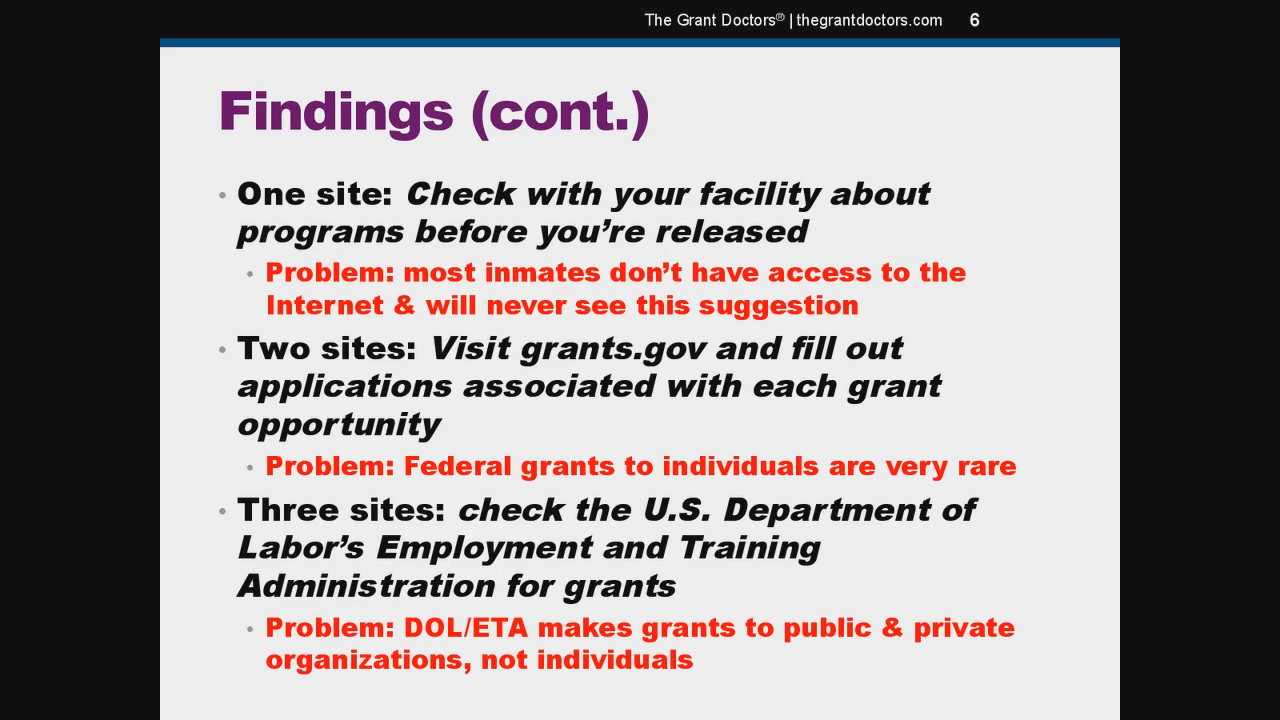 The Grant Doctors® | thegrantdoctors.com 6
Findings (cont.)
• One site: Check with your facility about
programs before you’re released
• Problem: most inmates don’t have access to the
Internet & will never see this suggestion
• Two sites: Visit grants.gov and fill out
applications associated with each grant
opportunity
• Problem: Federal grants to individuals are very rare
• Three sites: check the U.S. Department of
Labor’s Employment and Training
Administration for grants
• Problem: DOL/ETA makes grants to public & private
organizations, not individuals